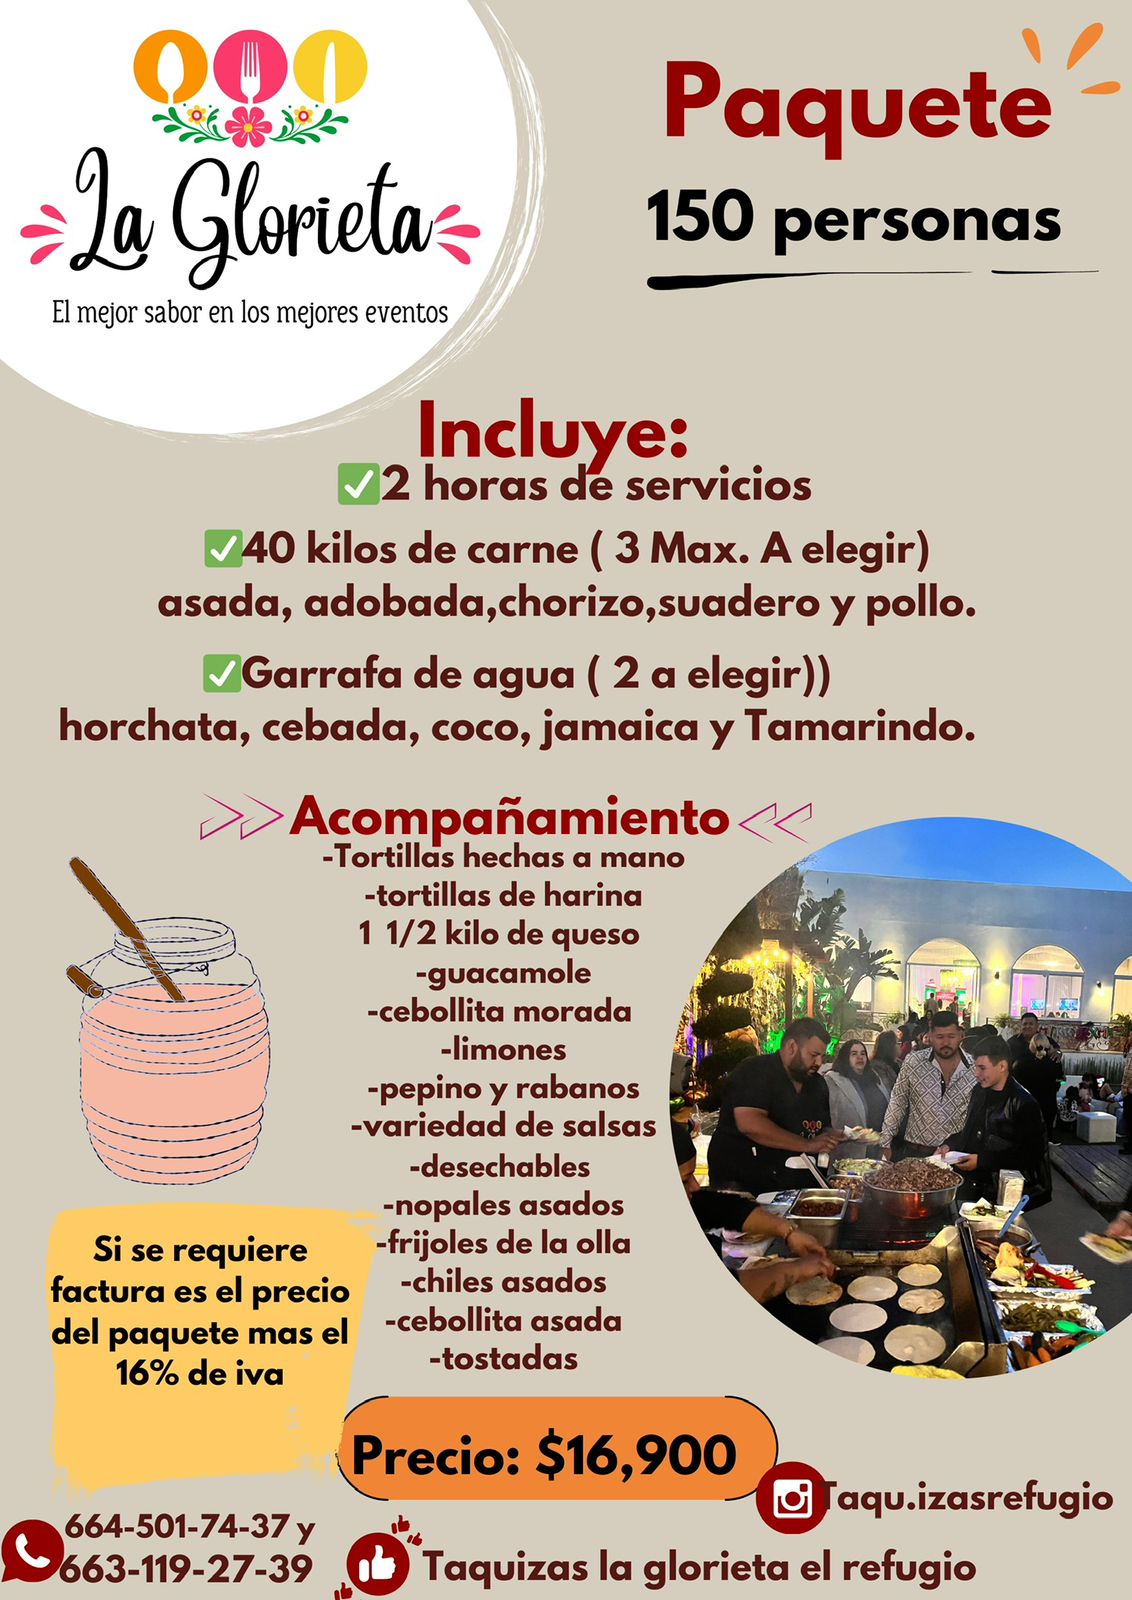 La Glorieta
El mejor sabor en los mejores eventos
Paquete
150 personas
Incluye:
✅2 horas de servicios
✅40 kilos de carne ( 3 Max. A elegir)
asada, adobada,chorizo,suadero y pollo.
✅Garrafa de agua ( 2 a elegir))
horchata, cebada, coco, jamaica y Tamarindo.
Acompañamiento
-Tortillas hechas a mano
-tortillas de harina
1 1/2 kilo de queso
-guacamole
-cebollita morada
-limones
-pepino y rabanos
-variedad de salsas
-desechables
-nopales asados
-frijoles de la olla
-chiles asados
-cebollita asada
-tostadas
Si se requiere
factura es el precio
del paquete mas el
16% de iva
Precio: $16,900
Taqu.izasrefugio
664-501-74-37 y
663-119-27-39
Taquizas la glorieta el refugio